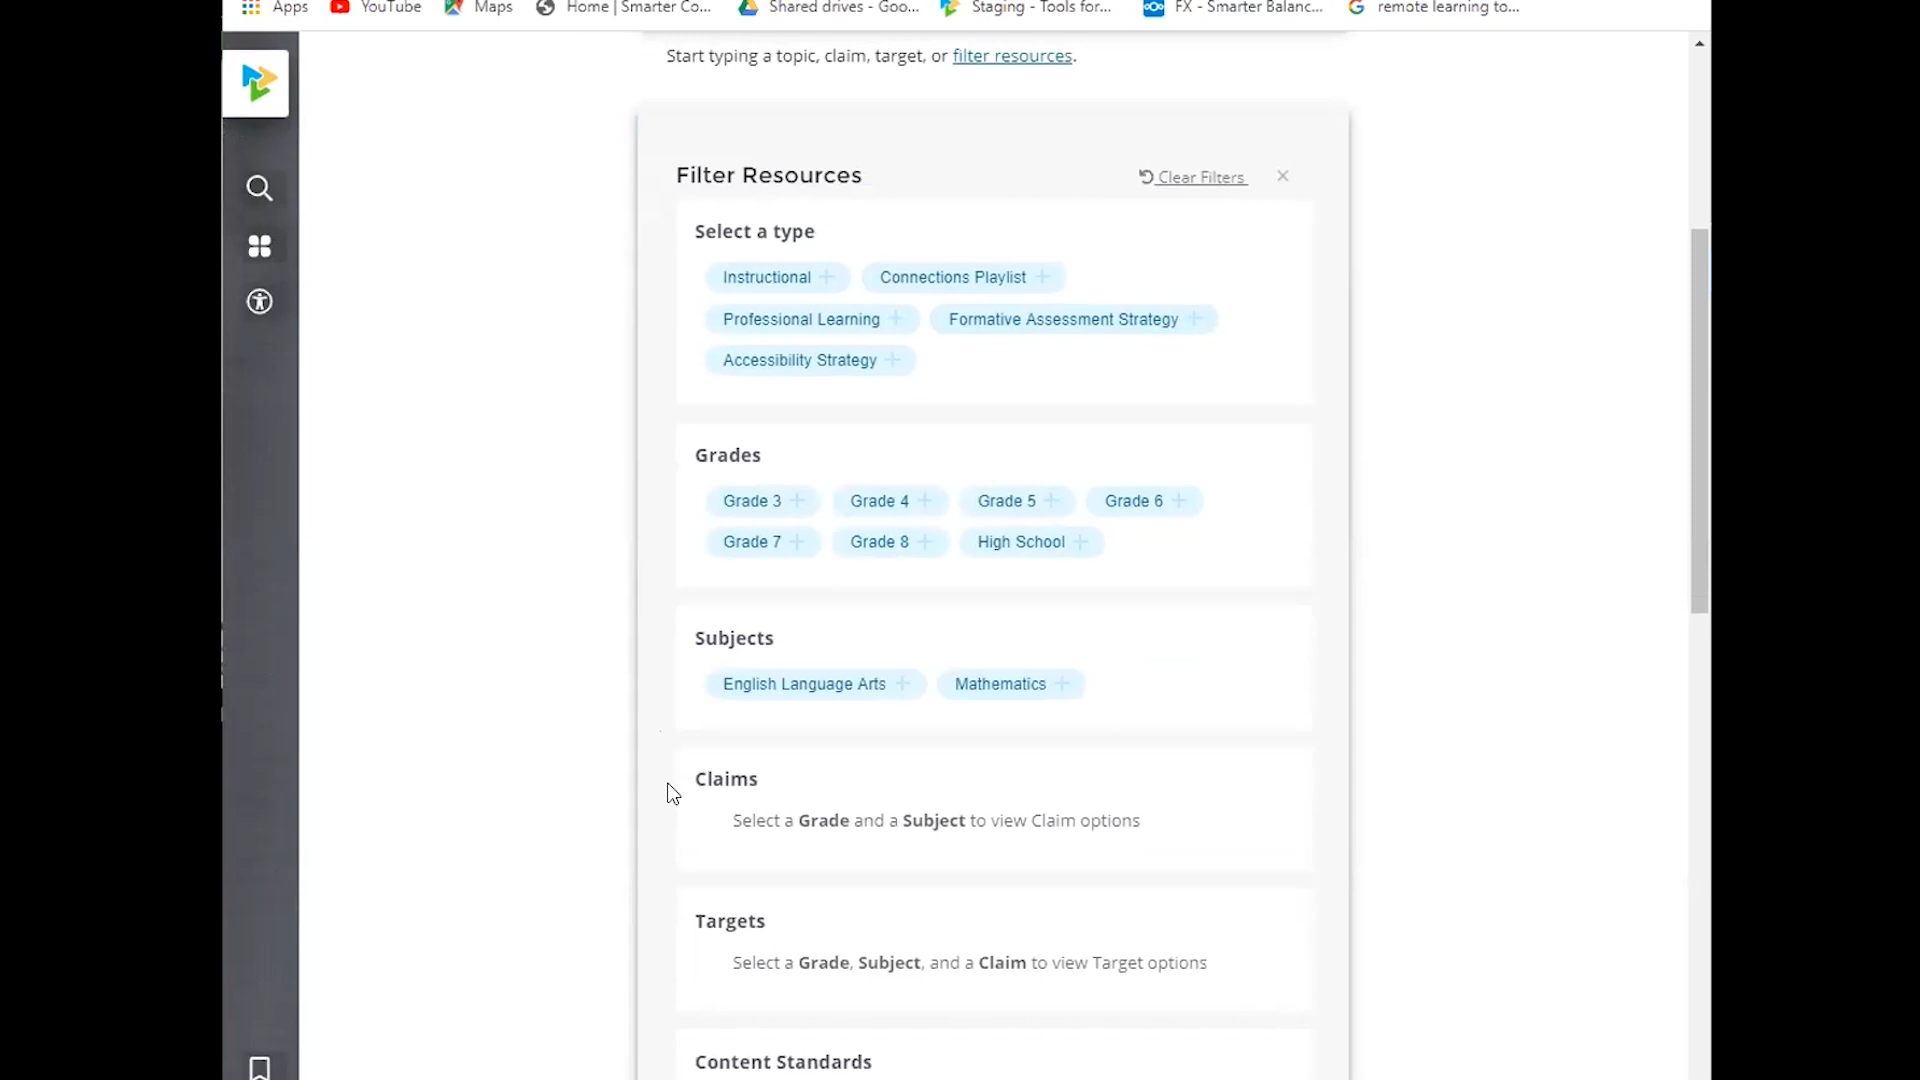 Apps YouTube Maps Home | Smarter Co... Shared drives - Goo... Staging - Tools for... FX - Smarter Balanc... remote learning to...
Start typing a topic, claim, target, or filter resources.
Filter Resources Clear Filters ×
Select a type
Instructional + Connections Playlist +
Professional Learning + Formative Assessment Strategy +
Accessibility Strategy +
Grades
Grade 3 + Grade 4 + Grade 5 + Grade 6 +
Grade 7 + Grade 8 + High School +
Subjects
English Language Arts + Mathematics +
Claims
Select a Grade and a Subject to view Claim options
Targets
Select a Grade, Subject, and a Claim to view Target options
Content Standards